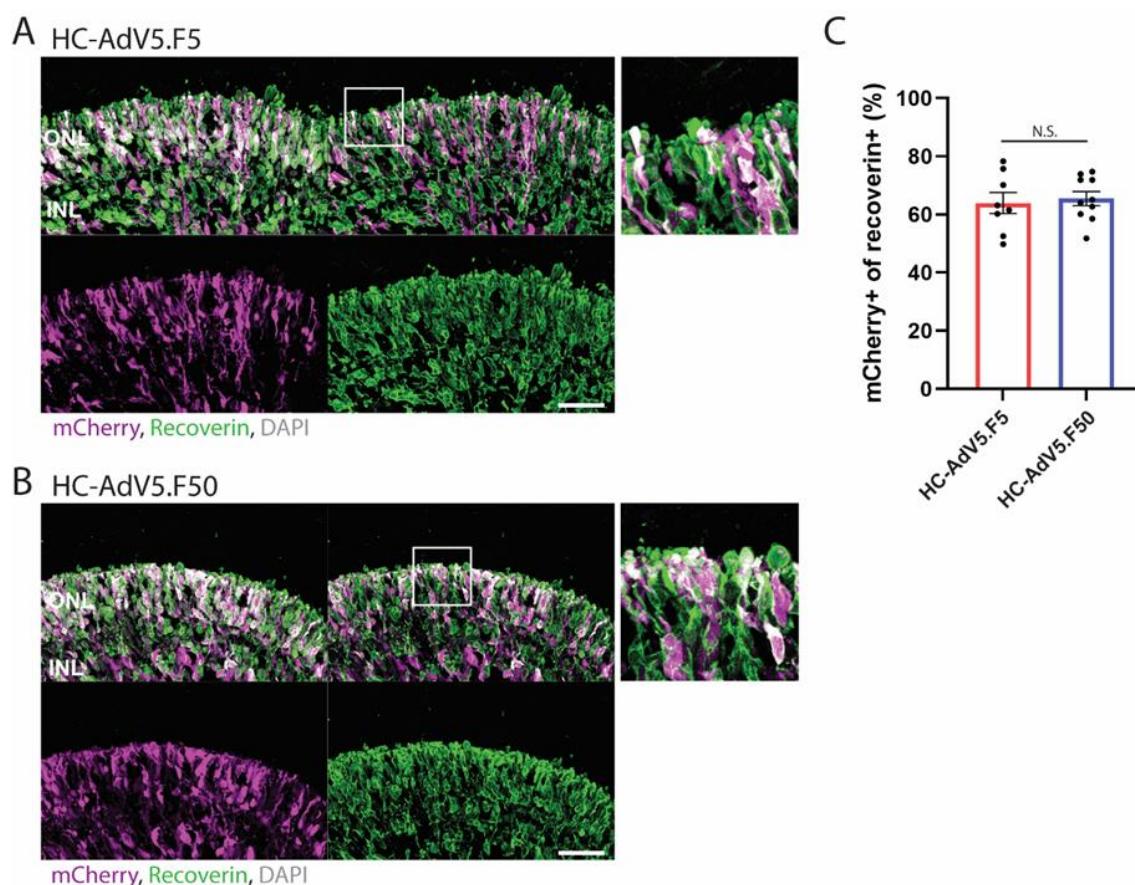 A HC-AdV5.F5
ONL
INL
mCherry, Recoverin, DAPI
B HC-AdV5.F50
ONL
INL
mCherry, Recoverin, DAPI
C
mCherry+ of recoverin+ (%)
100
80
60
40
20
0
N.S.
HC-AdV5.F5
HC-AdV5.F50